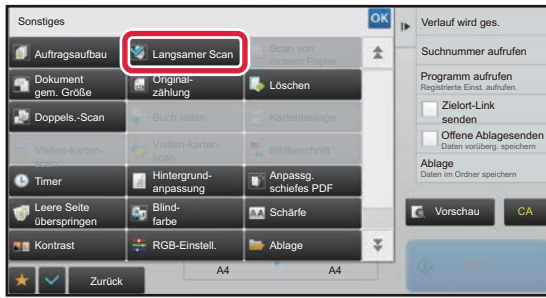 Sonstiges
OK
Auftragsaufbau
Langsamer Scan
Scan von
dickem Papier
Dokument
gem. Größe
Original-
zählung
Löschen
Doppels.-Scan
Buch teilen
Kartenbeilage
Visiten-karten-
scan
Visiten-karten-
scan
Bildbeschnitt
Timer
Hintergrund-
anpassung
Anpassg.
schiefes PDF
Leere Seite
überspringen
Blind-
farbe
Schärfe
Kontrast
RGB-Einstell.
Ablage
Zurück
A4
A4
Verlauf wird ges.
Suchnummer aufrufen
Programm aufrufen
Registrierte Einst. aufrufen.
Zielort-Link
senden
Offene Ablagesenden
Daten vorüberg. speichern
Ablage
Daten im Ordner speichern
Vorschau
CA